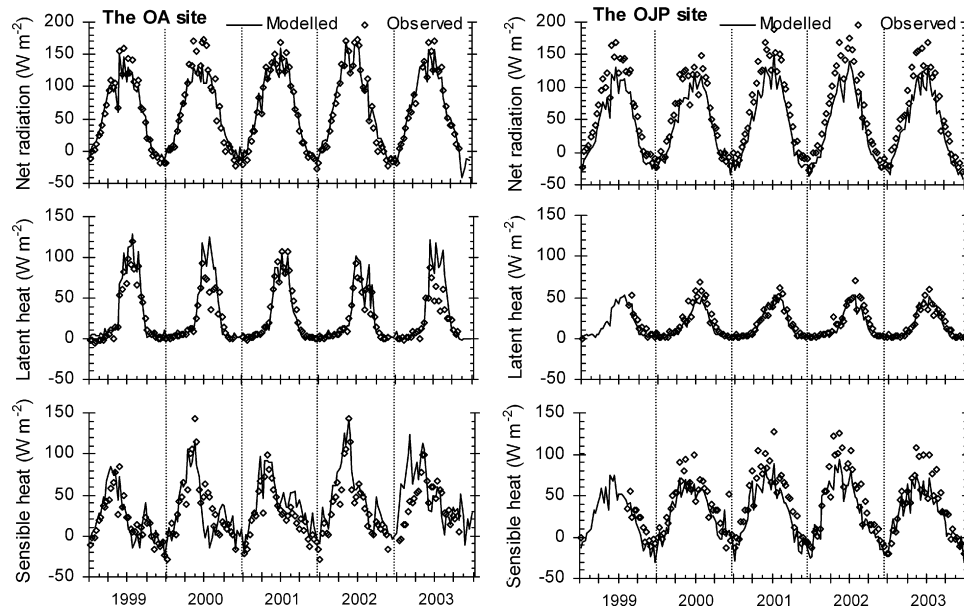 The OA site
Modelled
Observed
Net radiation (W m-2)
200
150
100
50
0
-50
Latent heat (W m-2)
150
100
50
0
-50
Sensible heat (W m-2)
150
100
50
0
-50
1999 2000 2001 2002 2003
The OJP site
Modelled
Observed
Net radiation (W m-2)
200
150
100
50
0
-50
Latent heat (W m-2)
150
100
50
0
-50
Sensible heat (W m-2)
150
100
50
0
-50
1999 2000 2001 2002 2003